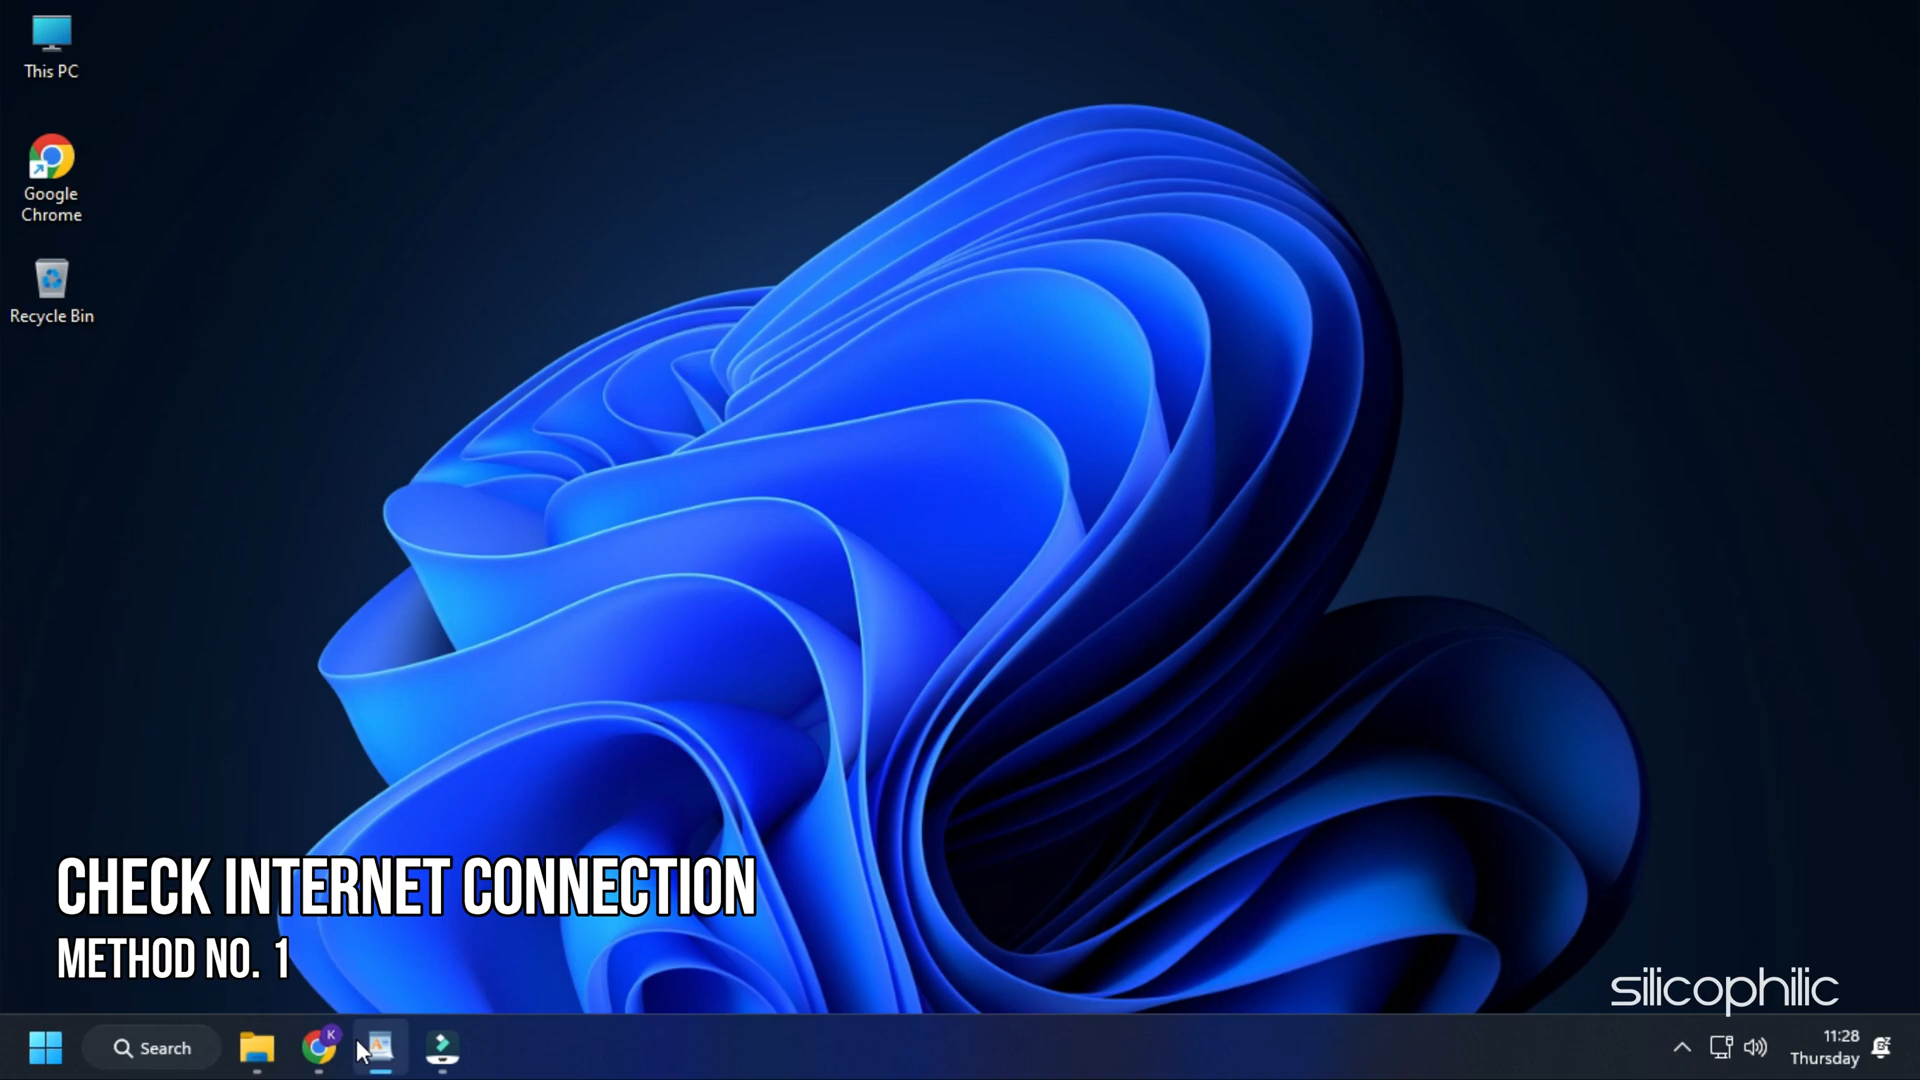 This PC
Google
Chrome
Recycle Bin
CHECK INTERNET CONNECTION
METHOD NO. 1
silicophilic
Search
K
A
11:28
Thursday